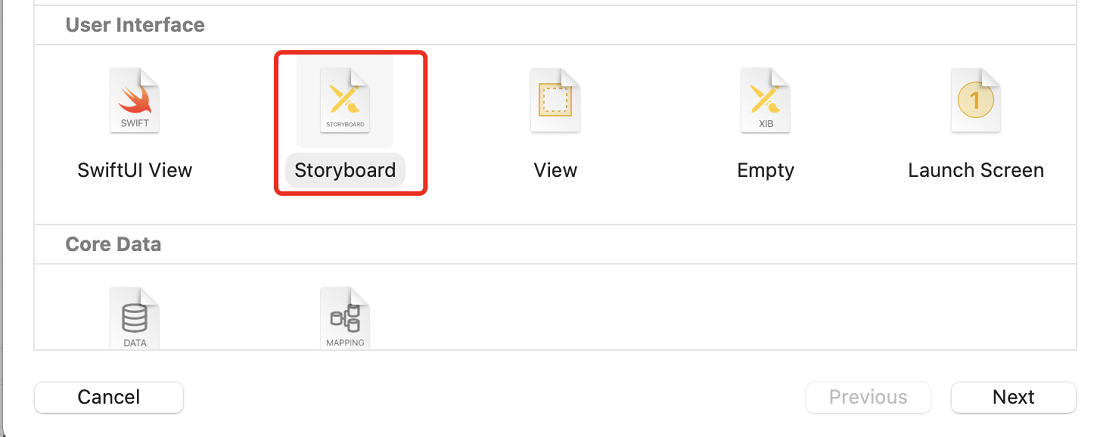 User Interface
SWIFT
STORYBOARD
XIB
1
SwiftUI View
Storyboard
View
Empty
Launch Screen
Core Data
DATA
MAPPING
Cancel
Previous
Next